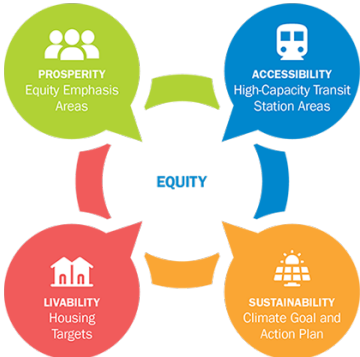 PROSPERITY
Equity Emphasis
Areas
ACCESSIBILITY
High-Capacity Transit
Station Areas
EQUITY
LIVABILITY
Housing
Targets
SUSTAINABILITY
Climate Goal and
Action Plan